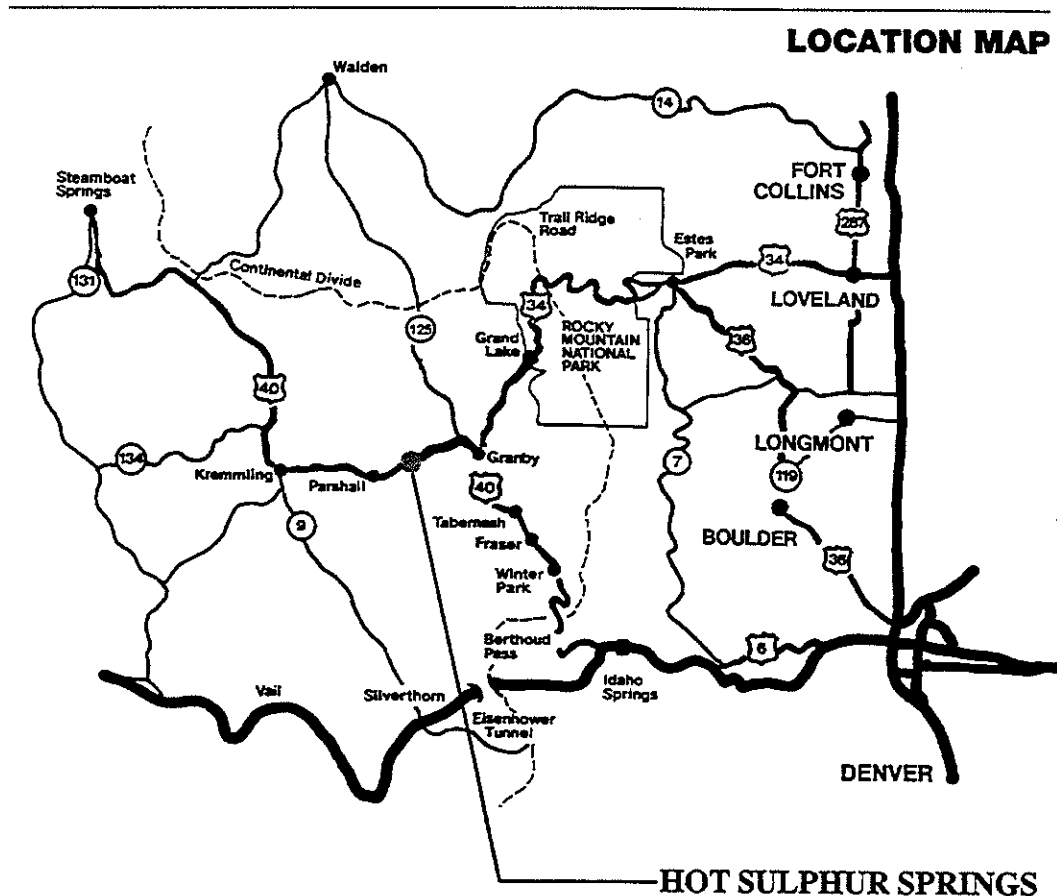 LOCATION MAP
Walden
14
FORT
COLLINS
Steamboat
Springs
Trail Ridge
Road
287
Estes
Park
34
131
Continental Divide
LOVELAND
34
125
ROCKY
MOUNTAIN
NATIONAL
PARK
36
Grand
Lake
40
LONGMONT
134
Kremmling
Parshall
Granby
7
119
40
9
Tabernash
BOULDER
Fraser
36
Winter
Park
Berthoud
Pass
6
Idaho
Springs
Vail
Silverthorn
Eisenhower
Tunnel
DENVER
HOT SULPHUR SPRINGS